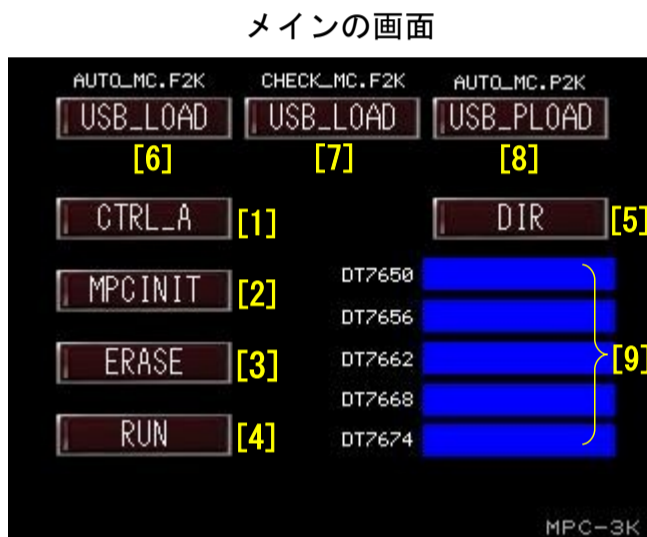 メインの画面
AUTO_MC.F2K CHECK_MC.F2K AUTO_MC.P2K
USB_LOAD USB_LOAD USB_PLOAD
[6] [7] [8]
CTRL_A [1] DIR [5]
MPCINIT [2] DT7650
DT7656
ERASE [3] DT7662 [9]
DT7668
RUN [4] DT7674
MPC-3K